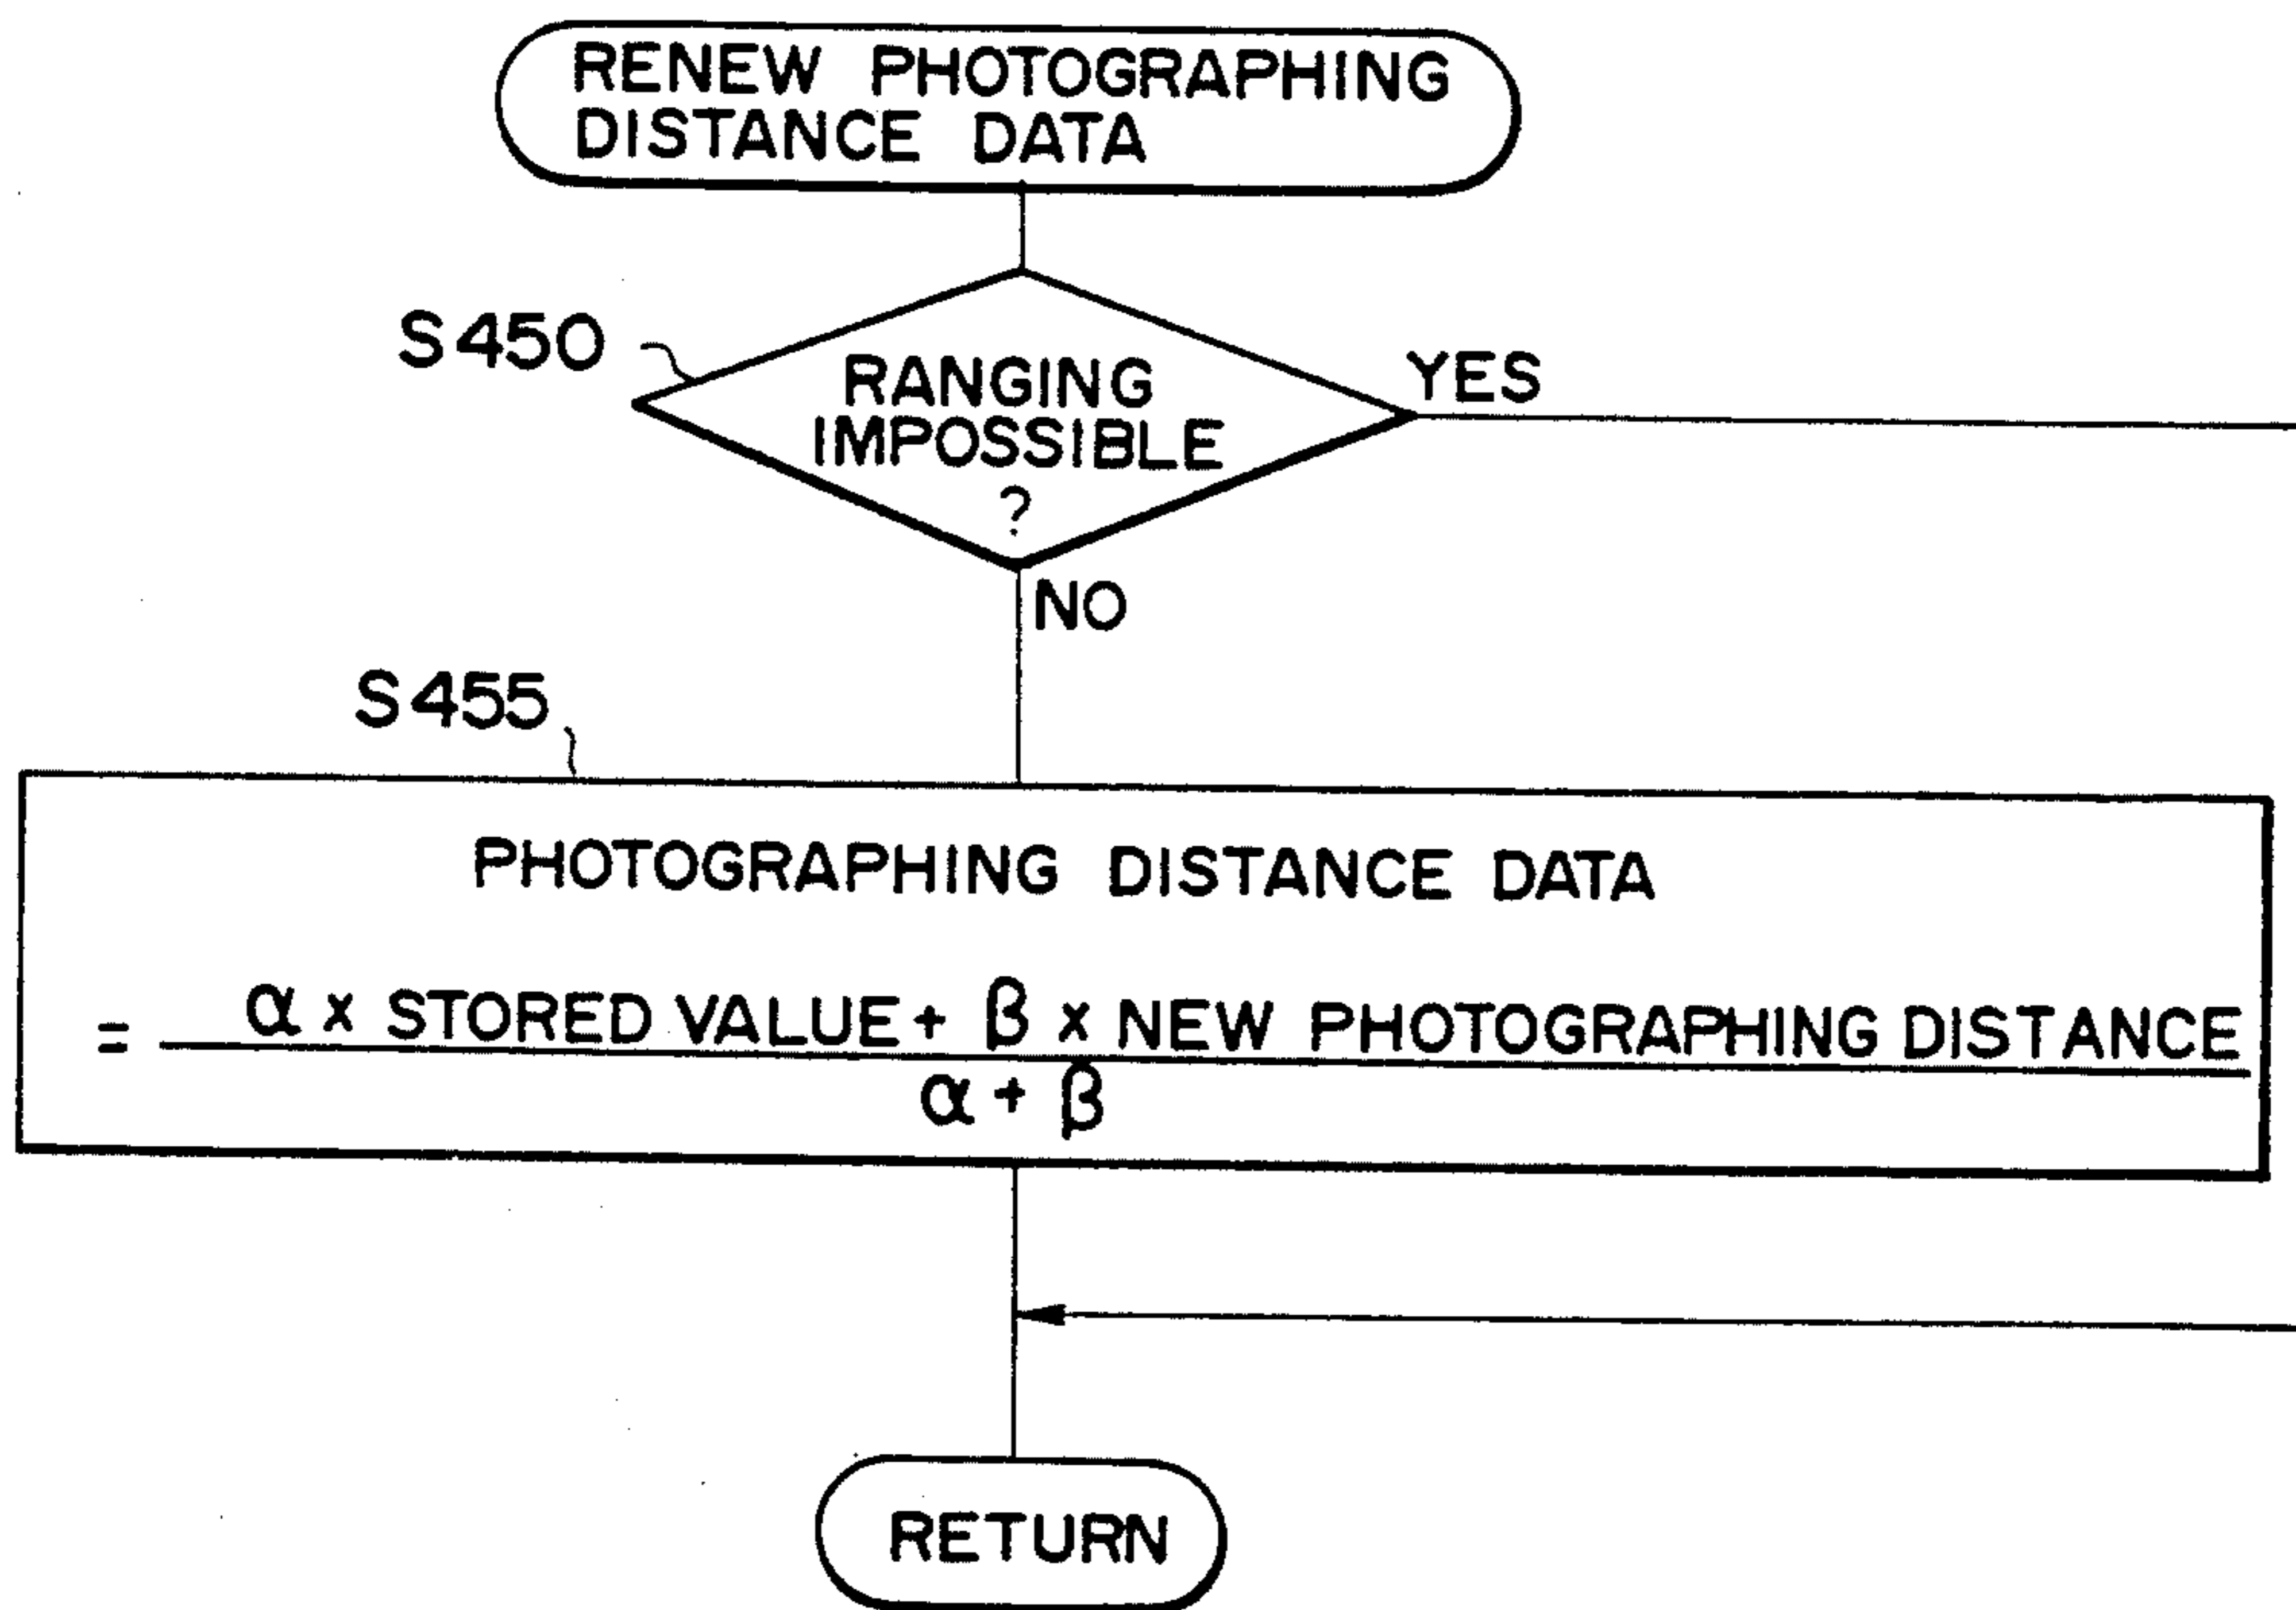 RENEW PHOTOGRAPHING
DISTANCE DATA
S450
RANGING
IMPOSSIBLE
?
YES
NO
S455
PHOTOGRAPHING DISTANCE DATA
= α x STORED VALUE + β x NEW PHOTOGRAPHING DISTANCE
α + β
RETURN